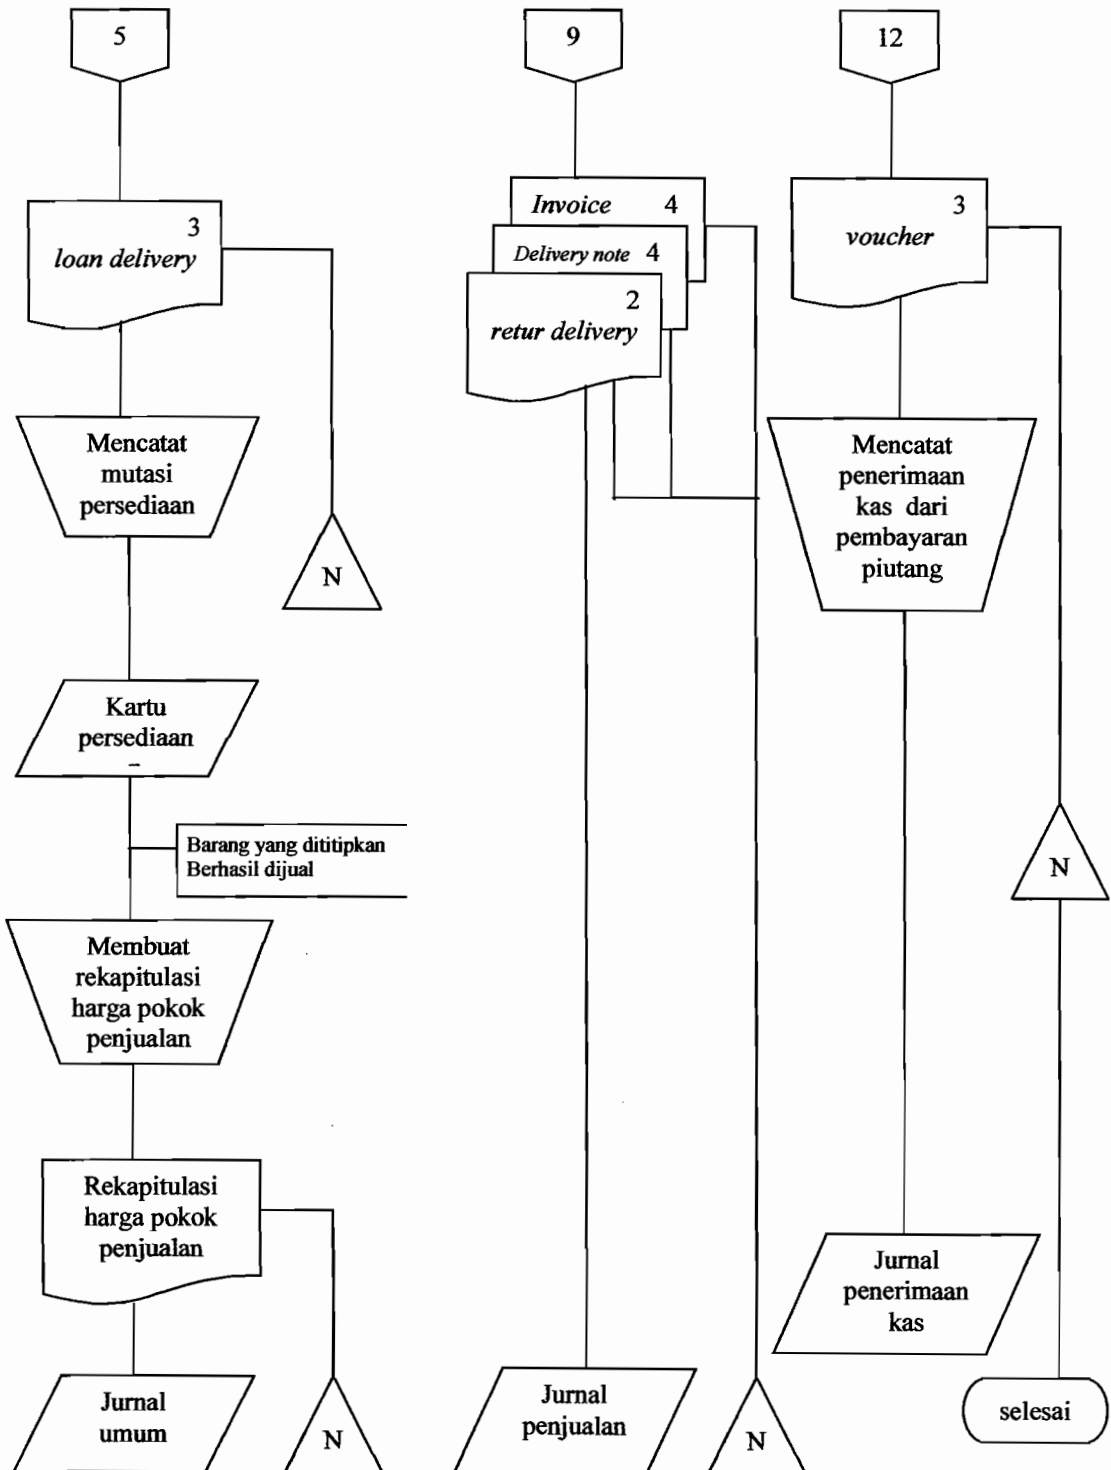 5
3
loan delivery
Mencatat
mutasi
persediaan
N
Kartu
persediaan
Barang yang dititipkan
Berhasil dijual
Membuat
rekapitulasi
harga pokok
penjualan
Rekapitulasi
harga pokok
penjualan
Jurnal
umum
N
9
Invoice 4
Delivery note 4
2
retur delivery
Jurnal
penjualan
N
12
3
voucher
Mencatat
penerimaan
kas dari
pembayaran
piutang
N
Jurnal
penerimaan
kas
selesai